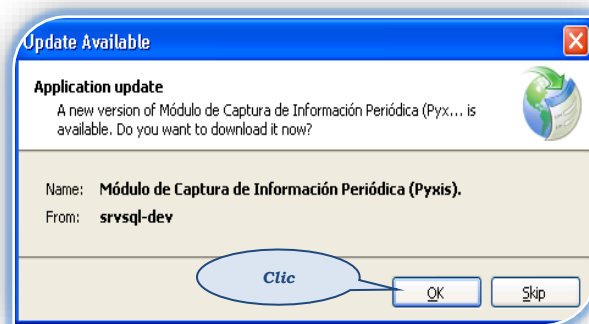 Update Available
Application update
A new version of Módulo de Captura de Información Periódica (Pyx... is
available. Do you want to download it now?
Name: Módulo de Captura de Información Periódica (Pyxis).
From: srvsql-dev
Clic
OK
Skip